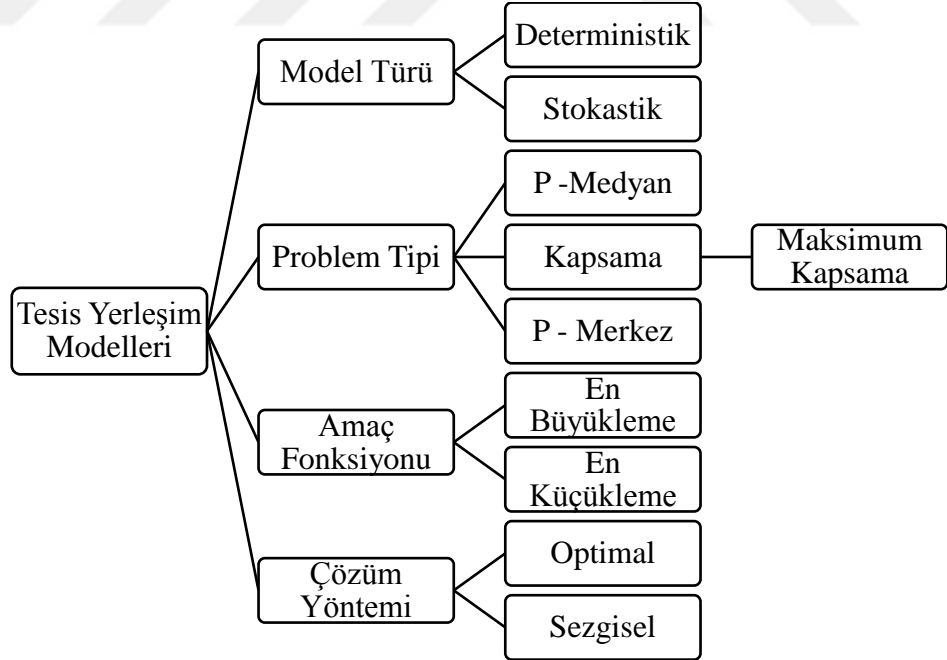 Tesis Yerleşim
Modelleri
Model Türü
Deterministik
Stokastik
Problem Tipi
P -Medyan
Kapsama
Maksimum
Kapsama
P - Merkez
Amaç
Fonksiyonu
En
Büyükleme
En
Küçükleme
Çözüm
Yöntemi
Optimal
Sezgisel